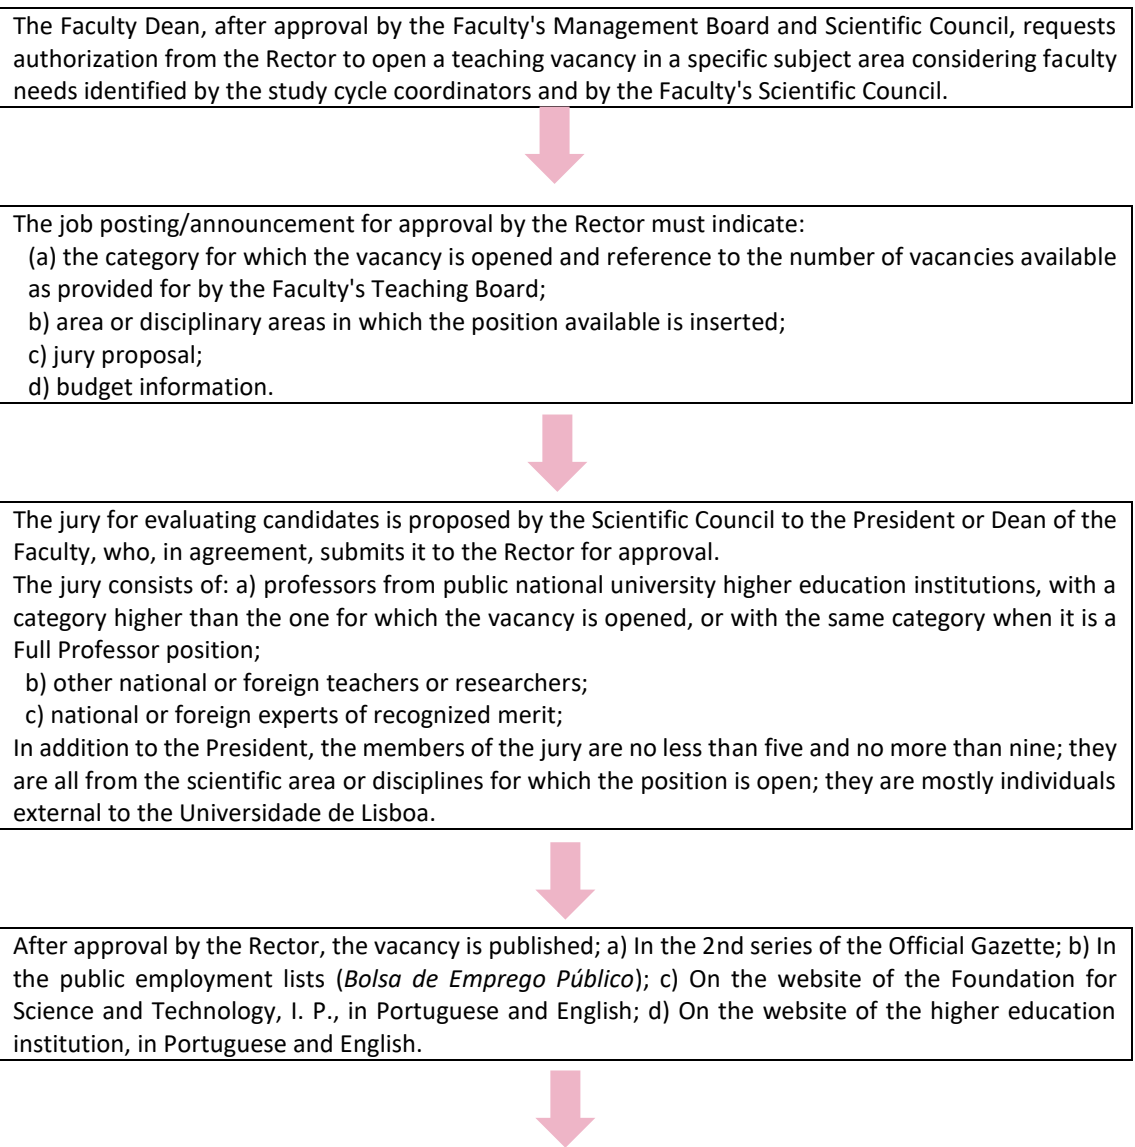 The Faculty Dean, after approval by the Faculty's Management Board and Scientific Council, requests
authorization from the Rector to open a teaching vacancy in a specific subject area considering faculty
needs identified by the study cycle coordinators and by the Faculty's Scientific Council.
The job posting/announcement for approval by the Rector must indicate:
(a) the category for which the vacancy is opened and reference to the number of vacancies available
as provided for by the Faculty's Teaching Board;
b) area or disciplinary areas in which the position available is inserted;
c) jury proposal;
d) budget information.
The jury for evaluating candidates is proposed by the Scientific Council to the President or Dean of the
Faculty, who, in agreement, submits it to the Rector for approval.
The jury consists of: a) professors from public national university higher education institutions, with a
category higher than the one for which the vacancy is opened, or with the same category when it is a
Full Professor position;
b) other national or foreign teachers or researchers;
c) national or foreign experts of recognized merit;
In addition to the President, the members of the jury are no less than five and no more than nine; they
are all from the scientific area or disciplines for which the position is open; they are mostly individuals
external to the Universidade de Lisboa.
After approval by the Rector, the vacancy is published; a) In the 2nd series of the Official Gazette; b) In
the public employment lists (Bolsa de Emprego Público); c) On the website of the Foundation for
Science and Technology, I. P., in Portuguese and English; d) On the website of the higher education
institution, in Portuguese and English.